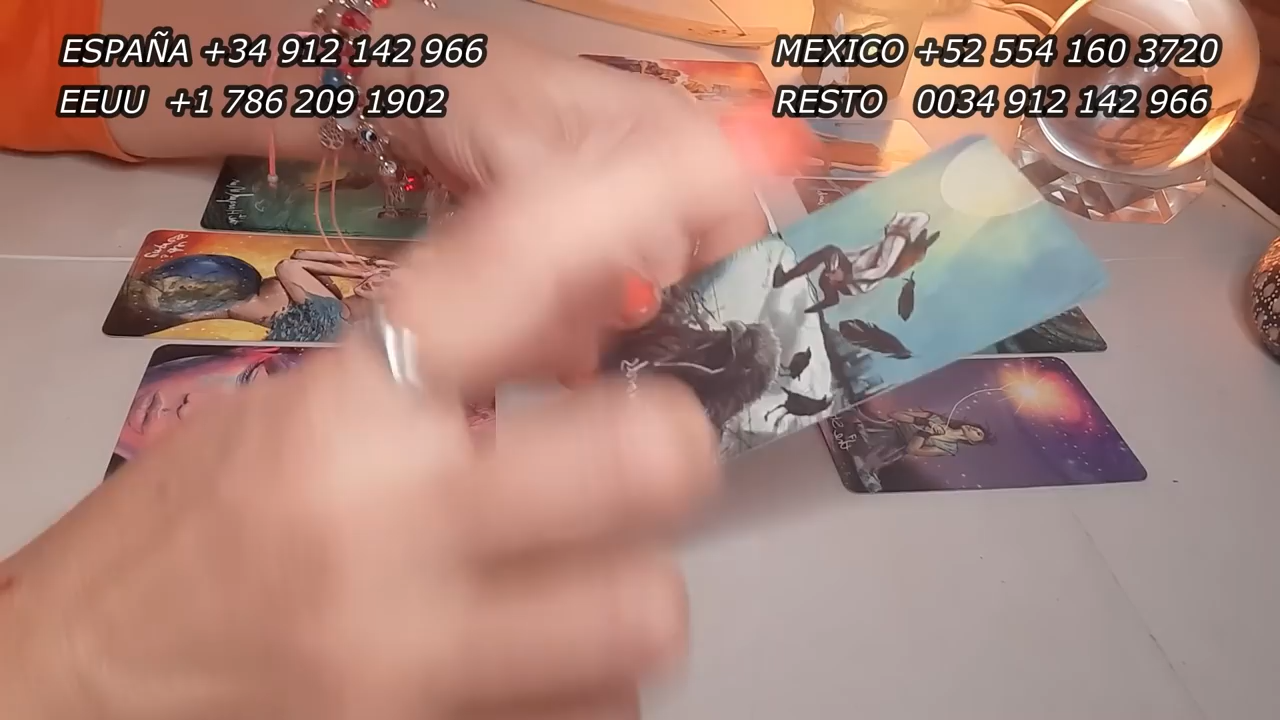 ESPAÑA +34 912 142 966
EEUU +1 786 209 1902
MEXICO +52 554 160 3720
RESTO 0034 912 142 966